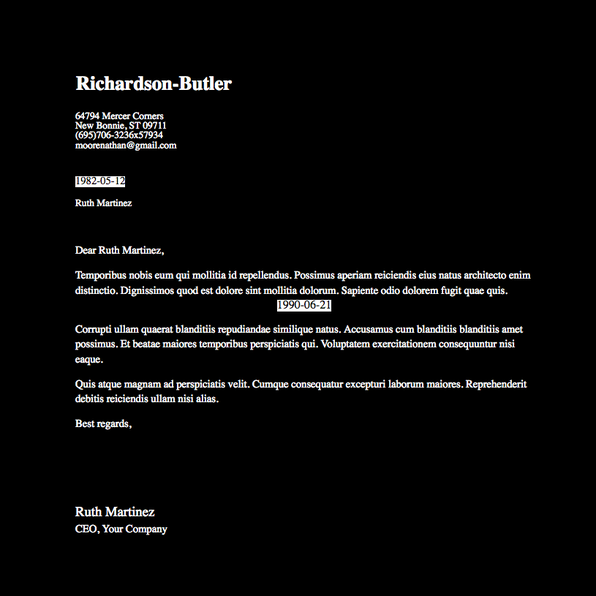 Richardson-Butler
64794 Mercer Corners
New Bonnie, ST 09711
(695)706-3236x57934
moorenathan@gmail.com
1982-05-12
Ruth Martinez
Dear Ruth Martinez,
Temporibus nobis eum qui mollitia id repellendus. Possimus aperiam reiciendis eius natus architecto enim
distinctio. Dignissimos quod est dolore sint mollitia dolorum. Sapiente odio dolorem fugit quae quis.
1990-06-21
Corrupti ullam quaerat blanditiis repudiandae similique natus. Accusamus cum blanditiis blanditiis amet
possimus. Et beatae maiores temporibus perspiciatis qui. Voluptatem exercitationem consequuntur nisi
eaque.
Quis atque magnam ad perspiciatis velit. Cumque consequatur excepturi laborum maiores. Reprehenderit
debitis reiciendis ullam nisi alias.
Best regards,
Ruth Martinez
CEO, Your Company